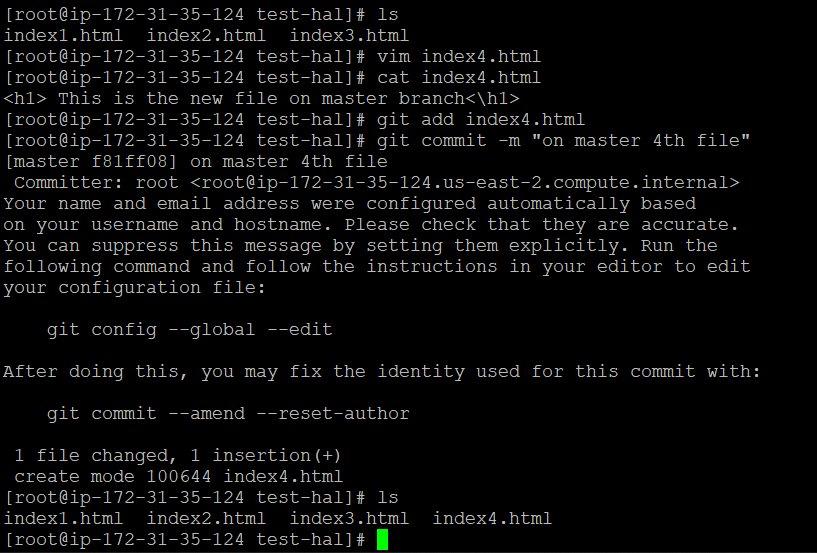 [root@ip-172-31-35-124 test-hal]# ls
index1.html  index2.html  index3.html
[root@ip-172-31-35-124 test-hal]# vim index4.html
[root@ip-172-31-35-124 test-hal]# cat index4.html
<h1> This is the new file on master branch<\h1>
[root@ip-172-31-35-124 test-hal]# git add index4.html
[root@ip-172-31-35-124 test-hal]# git commit -m "on master 4th file"
[master f81ff08] on master 4th file
 Committer: root <root@ip-172-31-35-124.us-east-2.compute.internal>
Your name and email address were configured automatically based
on your username and hostname. Please check that they are accurate.
You can suppress this message by setting them explicitly. Run the
following command and follow the instructions in your editor to edit
your configuration file:

    git config --global --edit

After doing this, you may fix the identity used for this commit with:

    git commit --amend --reset-author

 1 file changed, 1 insertion(+)
 create mode 100644 index4.html
[root@ip-172-31-35-124 test-hal]# ls
index1.html  index2.html  index3.html  index4.html
[root@ip-172-31-35-124 test-hal]#